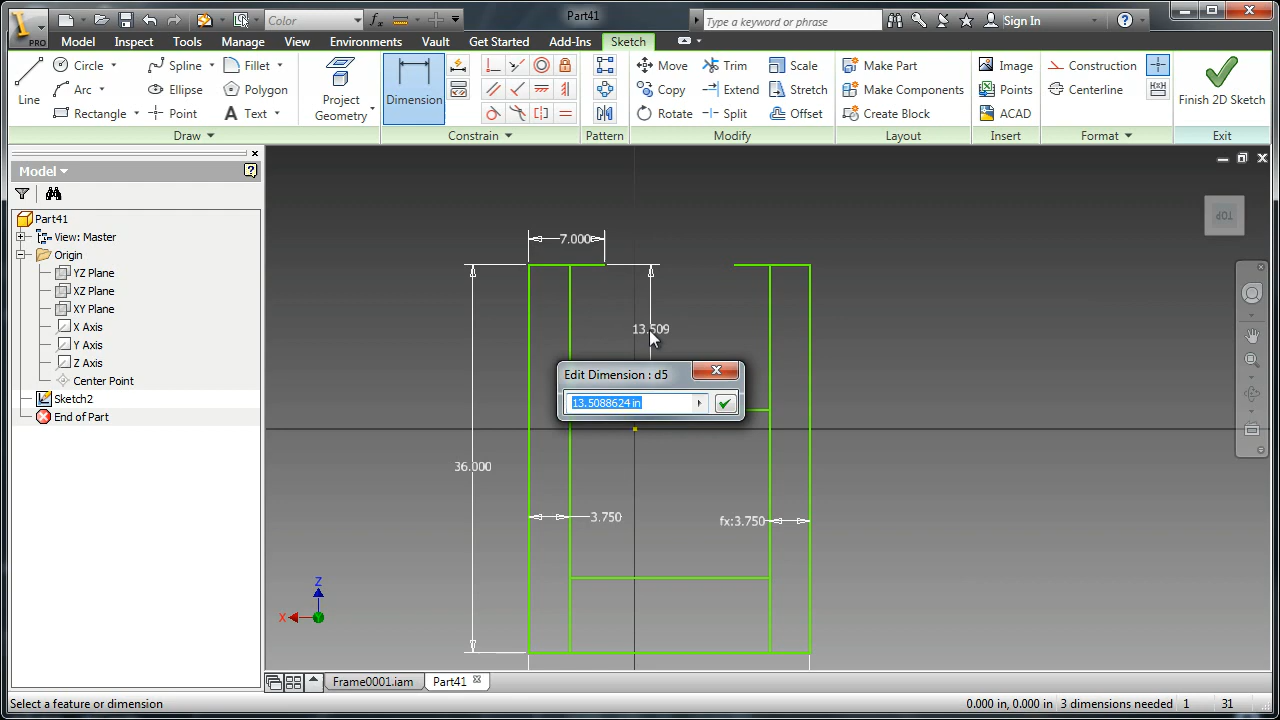 Color
Part41
Type a keyword or phrase
Sign In
PRO
Model Inspect Tools Manage View Environments Vault Get Started Add-Ins Sketch
Line
Circle
Arc
Rectangle
Spline
Ellipse
Point
Fillet
Polygon
Text
Project
Geometry
Dimension
Move
Copy
Rotate
Trim
Extend
Split
Scale
Stretch
Offset
Make Part
Make Components
Create Block
Image
Points
ACAD
Construction
Centerline
Finish 2D Sketch
Draw
Constrain
Pattern
Modify
Layout
Insert
Format
Exit
Model
Part41
View: Master
Origin
YZ Plane
XZ Plane
XY Plane
X Axis
Y Axis
Z Axis
Center Point
Sketch2
End of Part
TOP
7.000
13.509
Edit Dimension : d5
13.5088624 in
36.000
3.750
fx:3.750
Z
X
Y
Frame0001.iam
Part41
Select a feature or dimension
0.000 in, 0.000 in 3 dimensions needed 1 31